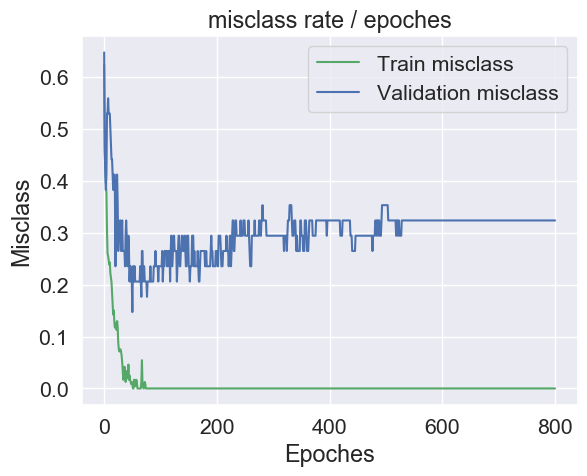 misclass rate / epoches
Train misclass
Validation misclass
0.6
0.5
0.4
0.3
0.2
0.1
0.0
Misclass
0 200 400 600 800
Epoches